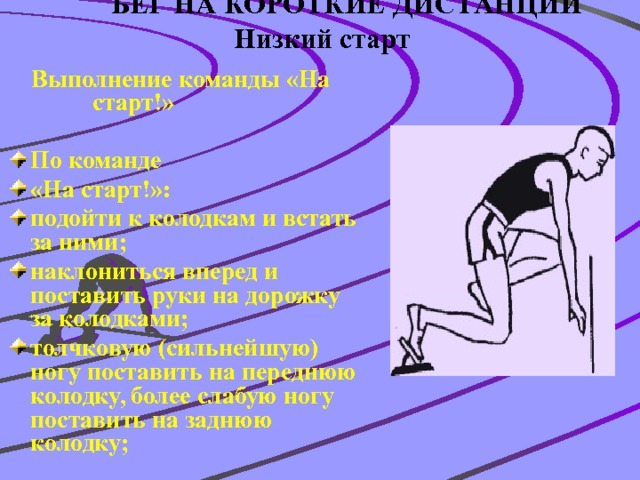 БЕГ НА КОРОТКИЕ ДИСТАНЦИИ
Низкий старт
Выполнение команды «На
старт!»
По команде
«На старт!»:
подойти к колодкам и встать
за ними;
наклониться вперед и
поставить руки на дорожку
за колодками;
толчковую (сильнейшую)
ногу поставить на переднюю
колодку, более слабую ногу
поставить на заднюю
колодку;